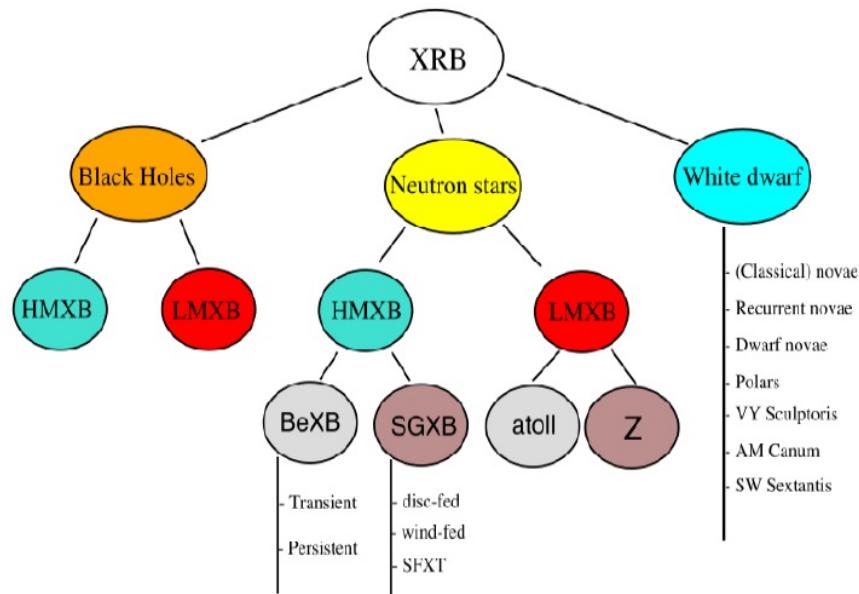 XRB
Black Holes
Neutron stars
White dwarf
HMXB
LMXB
HMXB
LMXB
BeXB
SGXB
atoll
Z
- Transient
- Persistent
- disc-fed
- wind-fed
- SFXT
- (Classical) novae
- Recurrent novae
- Dwarf novae
- Polars
- VY Sculptoris
- AM Canum
- SW Sextantis